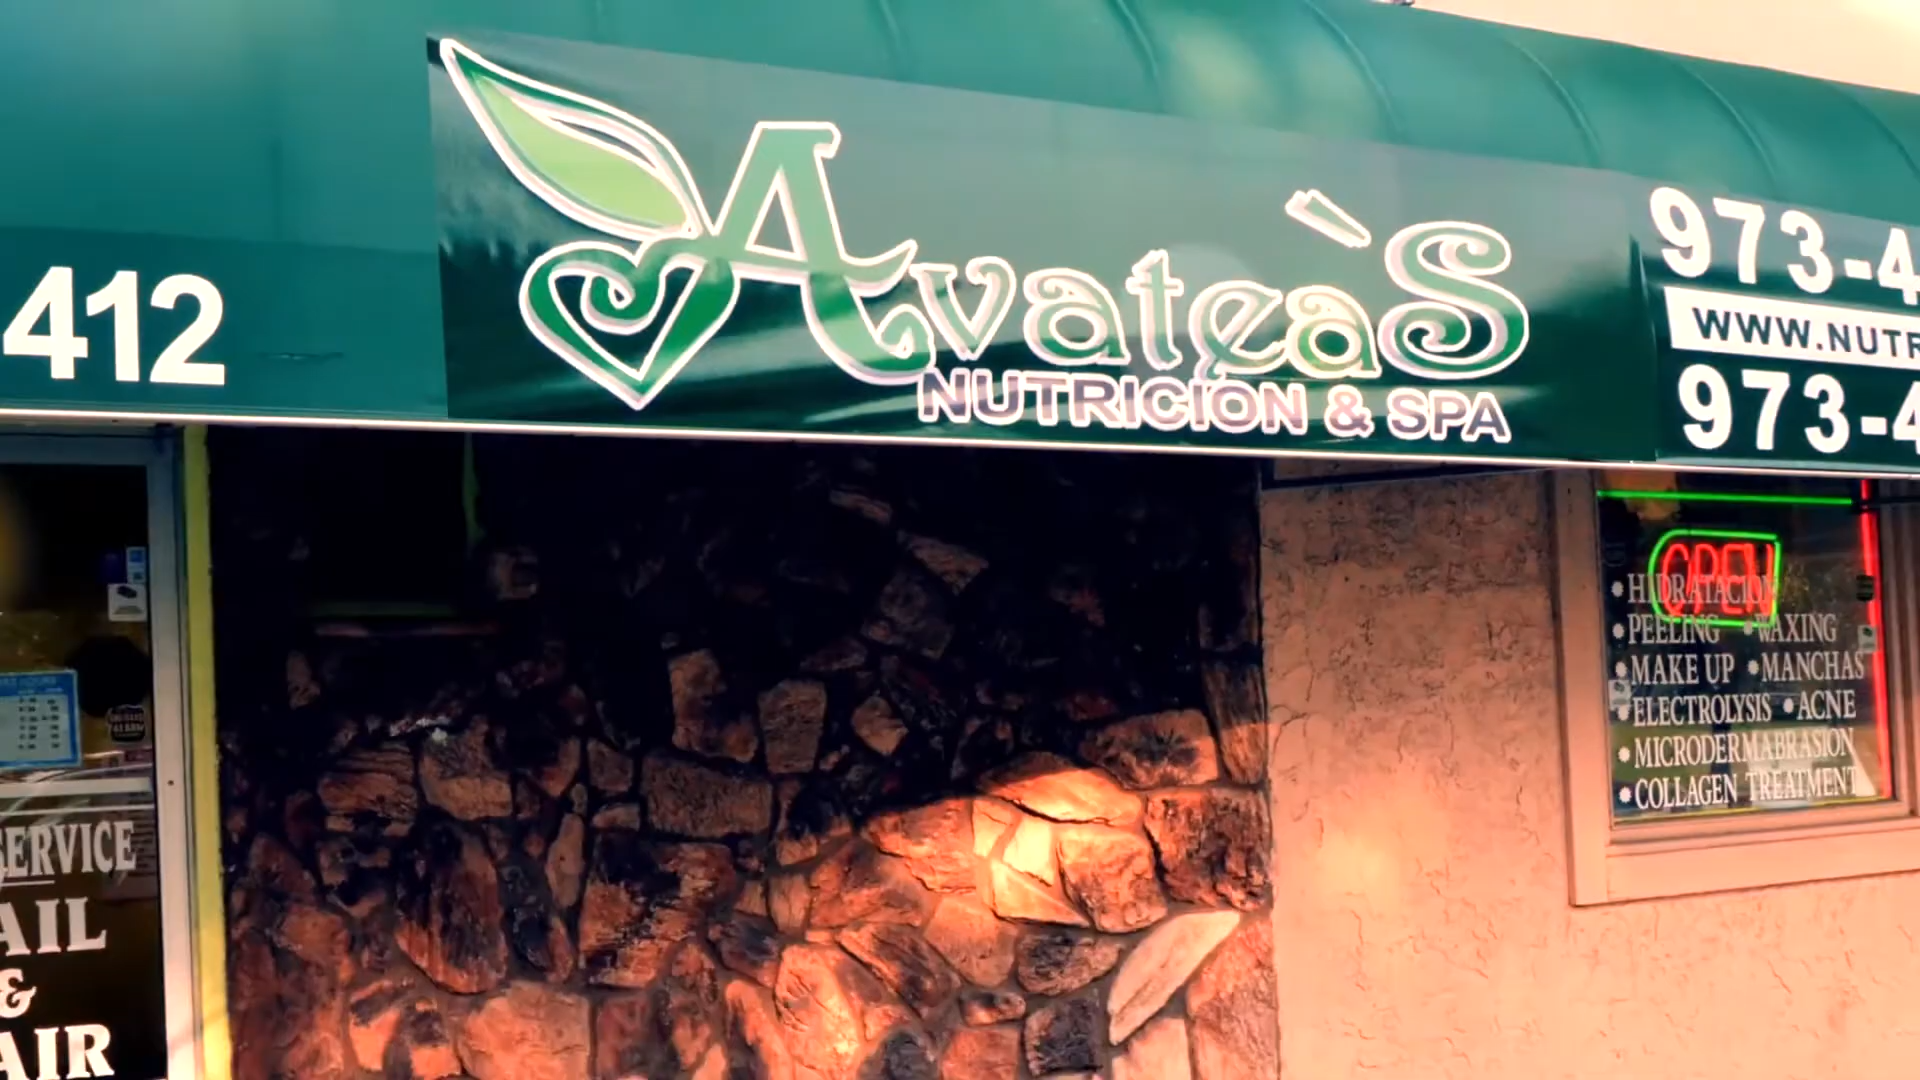 412
Avatea`S
NUTRICION & SPA
973-4
WWW.NUTR
973-4
OPEN
• HIDRATACION
• PEELING • WAXING
• MAKE UP • MANCHAS
• ELECTROLYSIS • ACNE
• MICRODERMABRASION
• COLLAGEN TREATMENT
SERVICE
AIL
&
AIR